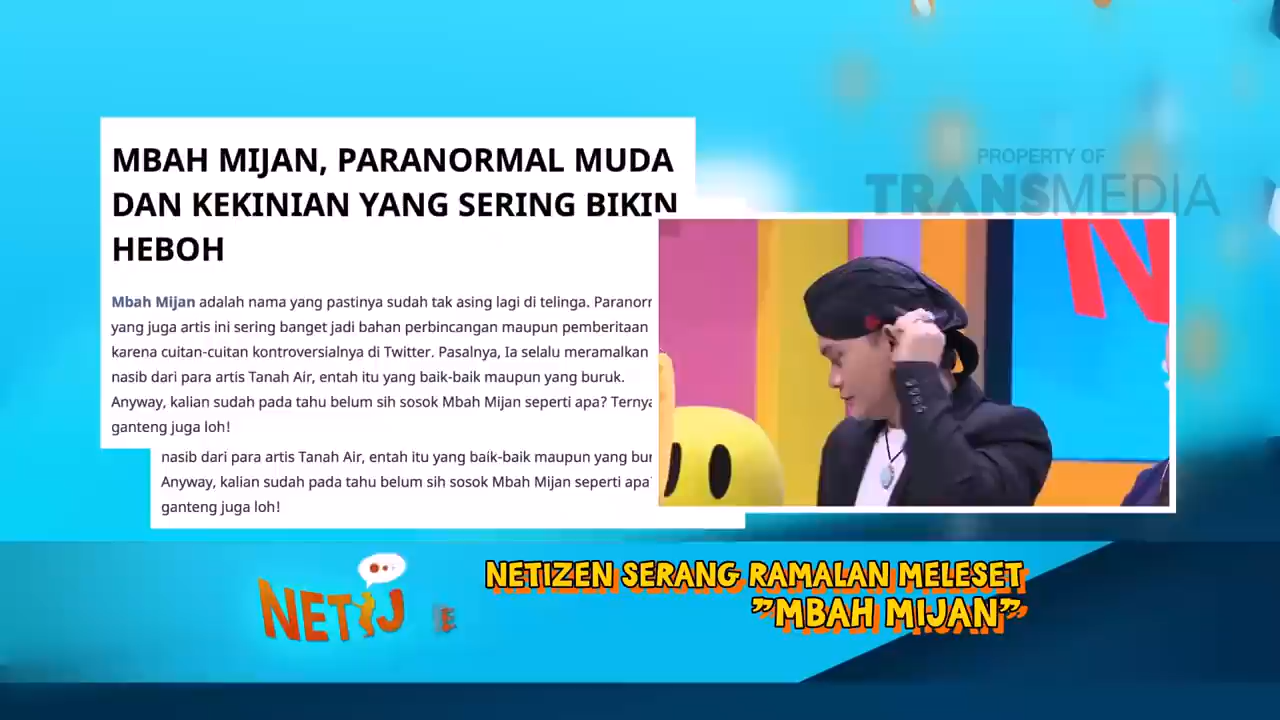 PROPERTY OF
TRANSMEDIA
MBAH MIJAN, PARANORMAL MUDA
DAN KEKINIAN YANG SERING BIKIN
HEBOH
Mbah Mijan adalah nama yang pastinya sudah tak asing lagi di telinga.
yang juga artis ini sering banget jadi bahan perbincangan maupun pemberitaan
karena cuitan-cuitan kontroversialnya di Twitter. Pasalnya, Ia selalu meramalkan
nasib dari para artis Tanah Air, entah itu yang baik-baik maupun yang buruk.
Anyway, kalian sudah pada tahu belum sih sosok Mbah Mijan seperti apa?
ganteng juga loh!
nasib dari para artis Tanah Air, entah itu yang baik-baik maupun yang
Anyway, kalian sudah pada tahu belum sih sosok Mbah Mijan seperti apa
ganteng juga loh!
N
NETIJ
NETIZEN SERANG RAMALAN MELESET
"MBAH MIJAN"